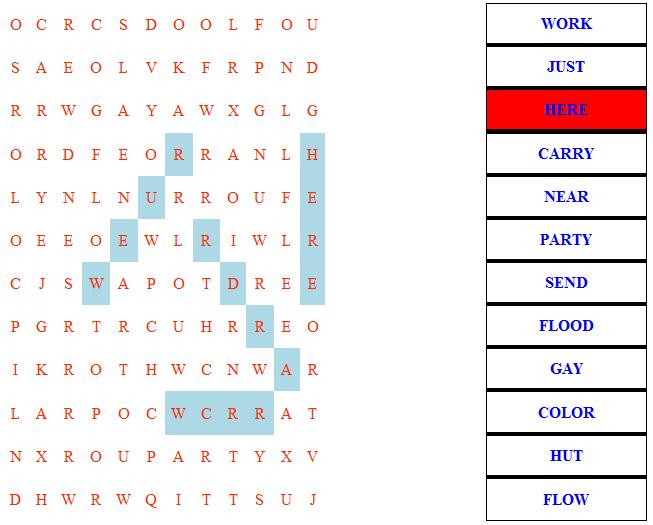 O C R C S D O O L F O U
S A E O L V K F R P N D
R R W G A Y A W X G L G
O R D F E O R R A N L H
L Y N L N U R R O U F E
O E E O E W L R I W L R
C J S W A P O T D R E E
P G R T R C U H R R E O
I K R O T H W C N W A R
L A R P O C W C R R A T
N X R O U P A R T Y X V
D H W R W Q I T T S U J
WORK
JUST
HERE
CARRY
NEAR
PARTY
SEND
FLOOD
GAY
COLOR
HUT
FLOW